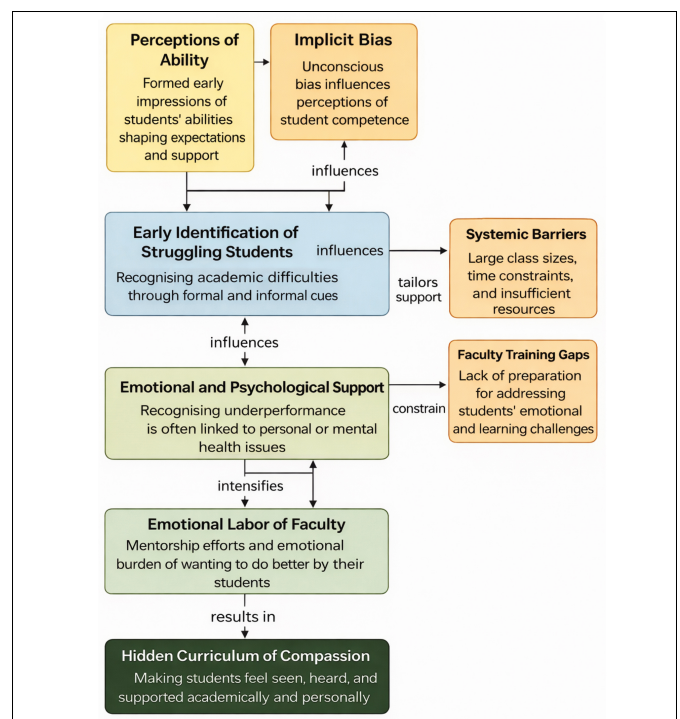 Perceptions of
Ability
Formed early
impressions of
students' abilities
shaping expectations
and support
Implicit Bias
Unconscious
bias influences
perceptions of
student competence
influences
Early Identification of
Struggling Students
influences
Recognising academic difficulties
through formal and informal cues
tailors
support
Systemic Barriers
Large class sizes,
time constraints,
and insufficient
resources
influences
Emotional and Psychological Support
Recognising underperformance
is often linked to personal or mental
health issues
constrain
Faculty Training Gaps
Lack of preparation
for addressing
students' emotional
and learning challenges
intensifies
Emotional Labor of Faculty
Mentorship efforts and emotional
burden of wanting to do better by their
students
results in
Hidden Curriculum of Compassion
Making students feel seen, heard, and
supported academically and personally